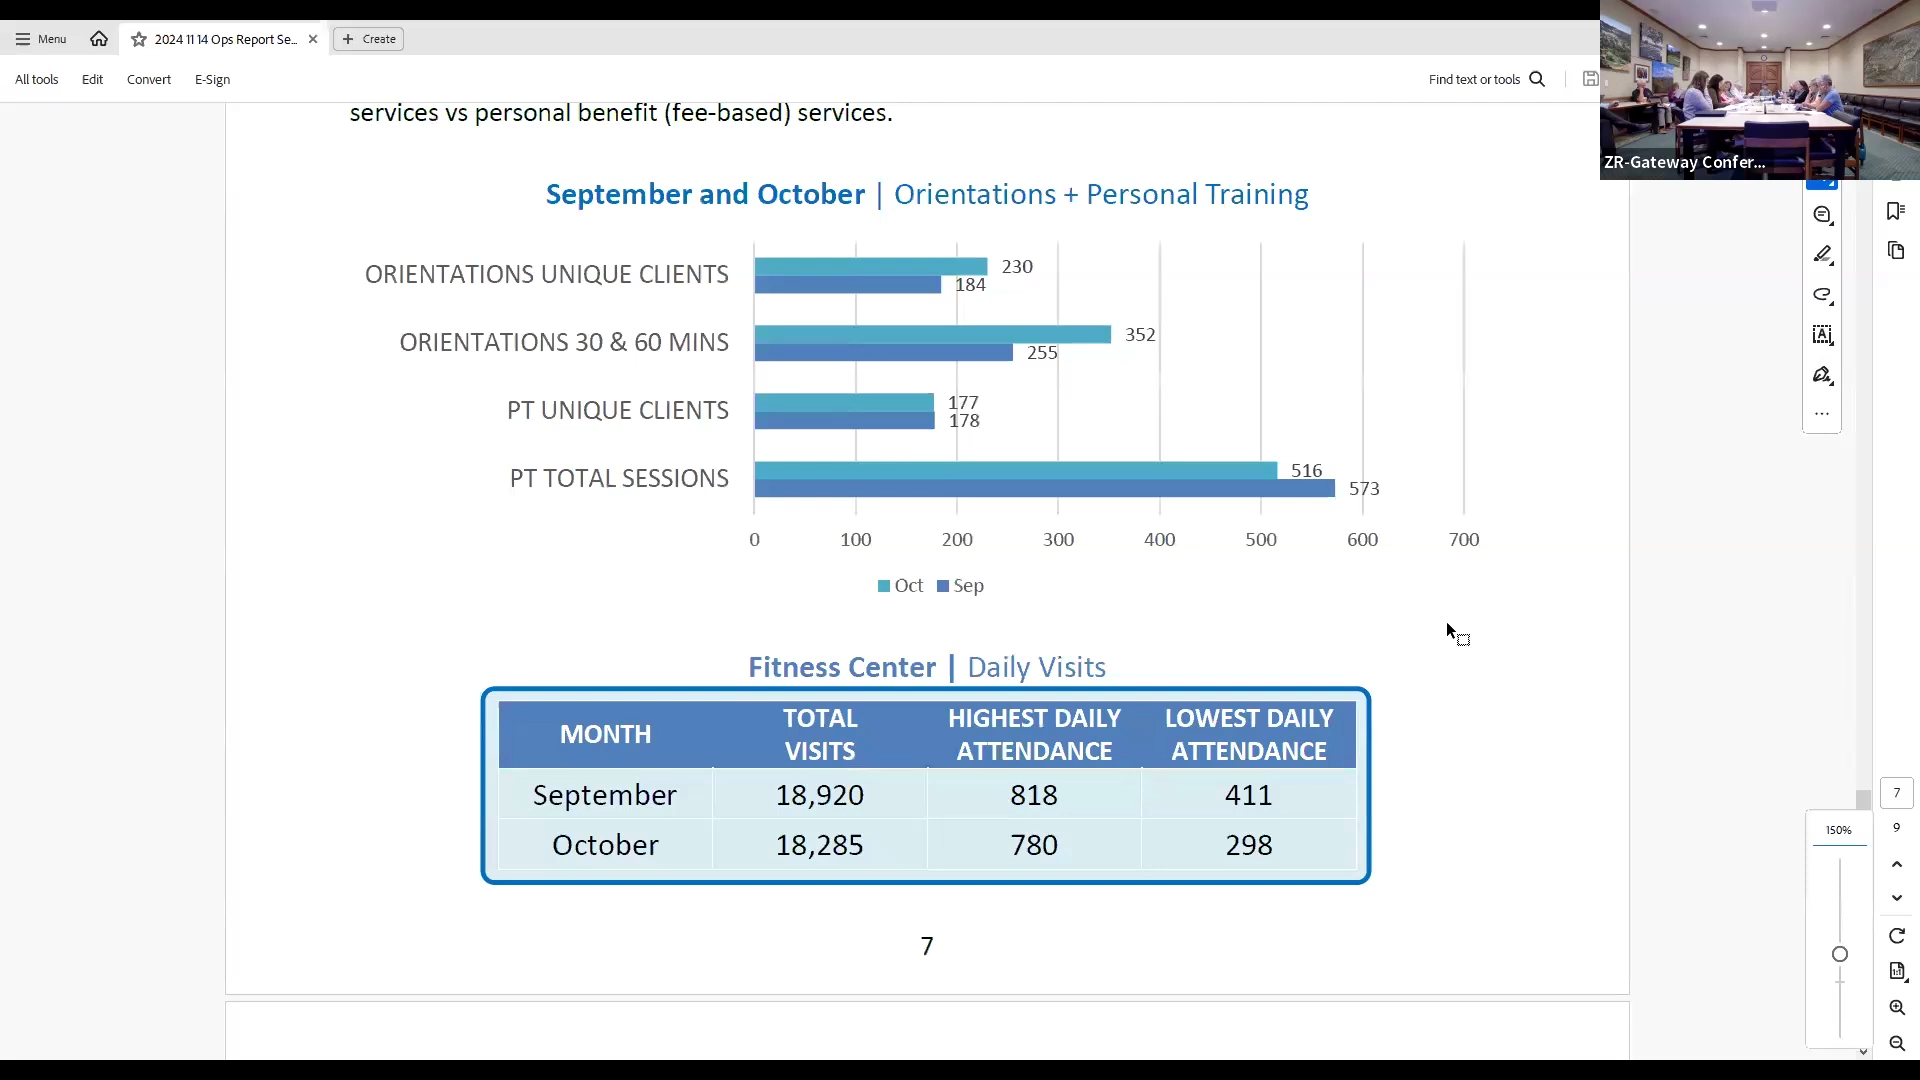 Menu
2024 11 14 Ops Report Se...
Create
All tools
Edit
Convert
E-Sign
Find text or tools
ZR-Gateway Confer...
services vs personal benefit (fee-based) services.
September and October | Orientations + Personal Training
ORIENTATIONS UNIQUE CLIENTS
230
184
ORIENTATIONS 30 & 60 MINS
352
255
PT UNIQUE CLIENTS
177
178
PT TOTAL SESSIONS
516
573
0 100 200 300 400 500 600 700
Oct Sep
Fitness Center | Daily Visits
MONTH TOTAL VISITS HIGHEST DAILY ATTENDANCE LOWEST DAILY ATTENDANCE
September 18,920 818 411
October 18,285 780 298
7
150%
7
9